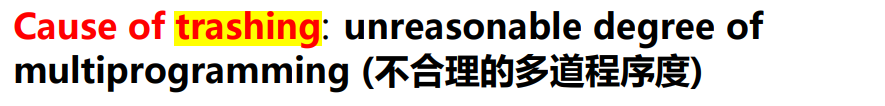 Cause of trashing: unreasonable degree of
multiprogramming (不合理的多道程序度)